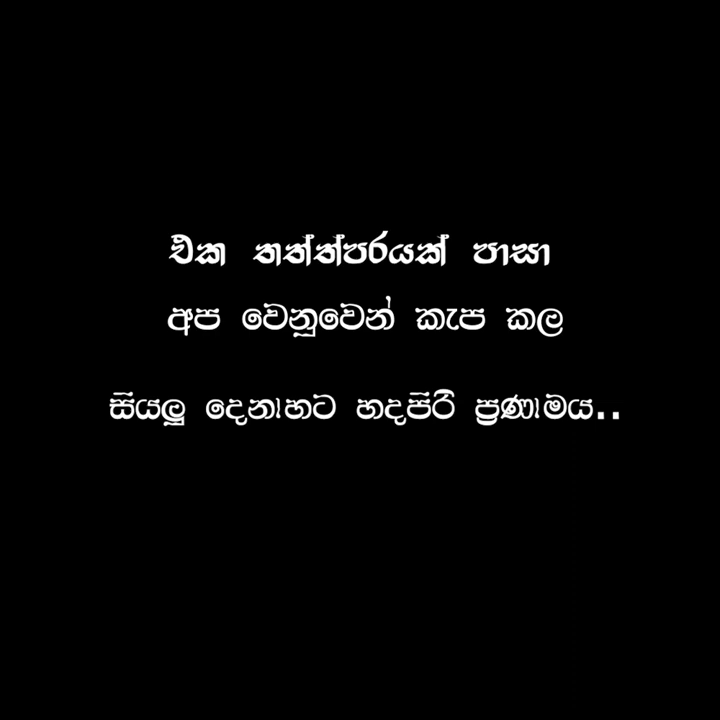 එක තත්ත්පරයක් පාසා
අප වෙනුවෙන් කැප කල
සියලු දෙනාහට හදපිරි ප්‍රණාමය..